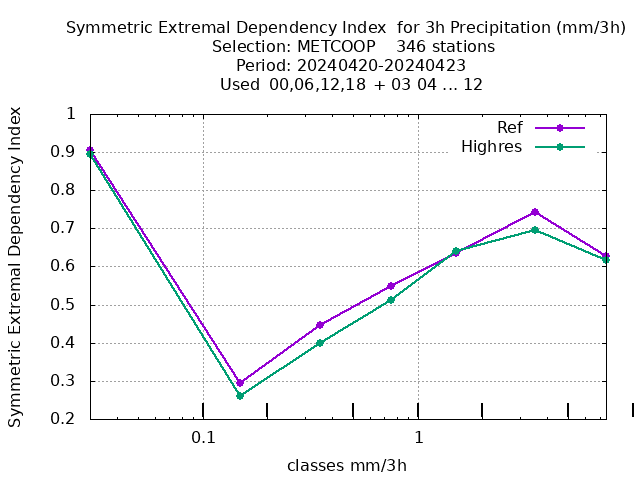 Symmetric Extremal Dependency Index  for 3h Precipitation (mm/3h)
Selection: METCOOP    346 stations
Period: 20240420-20240423
Used  00,06,12,18  + 03 04 ... 12
Symmetric Extremal Dependency Index
1
0.9
0.8
0.7
0.6
0.5
0.4
0.3
0.2
Ref
Highres
0.1
1
classes mm/3h